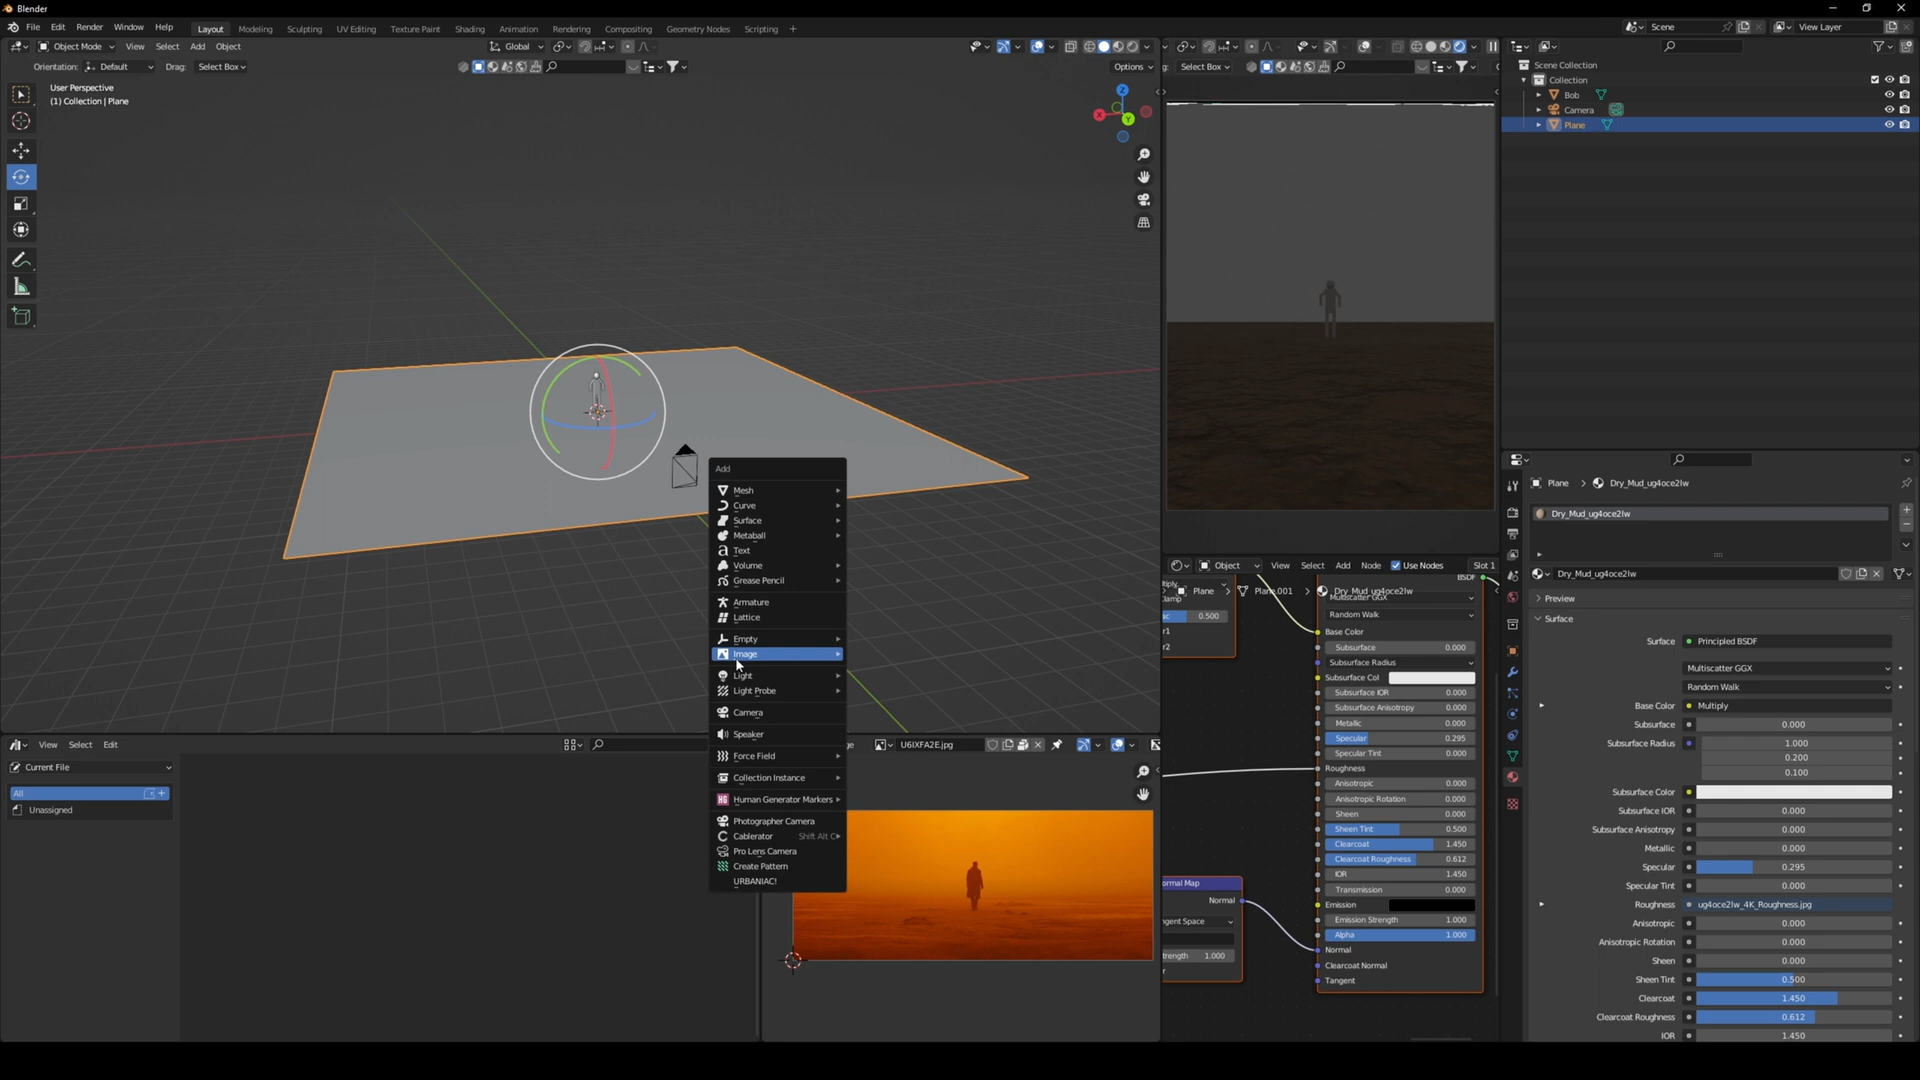 Blender
File Edit Render Window Help Layout Modeling Sculpting UV Editing Texture Paint Shading Animation Rendering Compositing Geometry Nodes Scripting + Scene View Layer
Object Mode View Select Add Object Global
Orientation: Default Drag: Select Box Options
User Perspective
(1) Collection | Plane
Add
Mesh
Curve
Surface
Metaball
Text
Volume
Grease Pencil
Armature
Lattice
Empty
Image
Light
Light Probe
Camera
Speaker
Force Field
Collection Instance
Human Generator Markers
Photographer Camera
Cablerator Shift Alt C
Pro Lens Camera
Create Pattern
URBANIAC!
View Select Edit
Current File
All
Unassigned
U6IXFA2E.jpg
Select Box
Object View Select Add Node Use Nodes Slot 1
Plane Plane.001 Dry_Mud_ug4oce2lw
BSDF
Multiscatter GGX
Random Walk
0.500
Base Color
Subsurface 0.000
Subsurface Radius
Subsurface Col
Subsurface IOR 0.000
Subsurface Anisotropy 0.000
Metallic 0.000
Specular 0.295
Specular Tint 0.000
Roughness
Anisotropic 0.000
Anisotropic Rotation 0.000
Sheen 0.000
Sheen Tint 0.500
Clearcoat 1.450
Clearcoat Roughness 0.612
IOR 1.450
Transmission 0.000
Emission
Emission Strength 1.000
Alpha 1.000
Normal
Clearcoat Normal
Tangent
ormal Map
Normal
ngent Space
trength 1.000
Scene Collection
Collection
Bob
Camera
Plane
Plane > Dry_Mud_ug4oce2lw
Dry_Mud_ug4oce2lw
Dry_Mud_ug4oce2lw
Preview
Surface
Surface Principled BSDF
Multiscatter GGX
Random Walk
Base Color Multiply
Subsurface 0.000
Subsurface Radius 1.000
0.200
0.100
Subsurface Color
Subsurface IOR 0.000
Subsurface Anisotropy 0.000
Metallic 0.000
Specular 0.295
Specular Tint 0.000
Roughness ug4oce2lw_4K_Roughness.jpg
Anisotropic 0.000
Anisotropic Rotation 0.000
Sheen 0.000
Sheen Tint 0.500
Clearcoat 1.450
Clearcoat Roughness 0.612
IOR 1.450